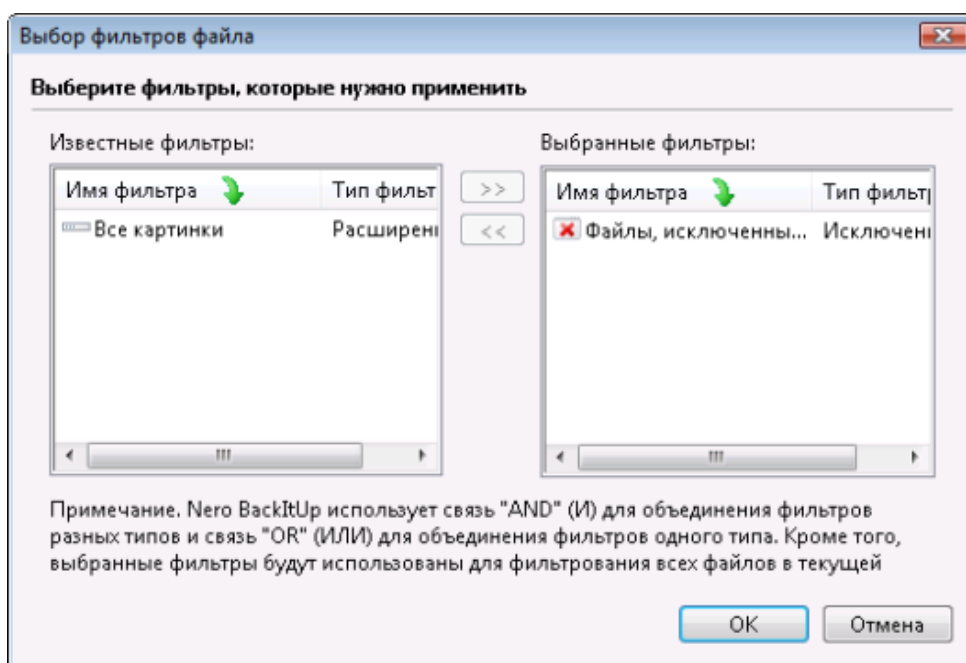 Выбор фильтров файла
Выберите фильтры, которые нужно применить
Известные фильтры:
Имя фильтра Тип фильт
Все картинки Расширени
>>
<<
Выбранные фильтры:
Имя фильтра Тип фильтр
Файлы, исключенны... Исключени
Примечание. Nero BackItUp использует связь "AND" (И) для объединения фильтров
разных типов и связь "OR" (ИЛИ) для объединения фильтров одного типа. Кроме того,
выбранные фильтры будут использованы для фильтрования всех файлов в текущей
OK Отмена